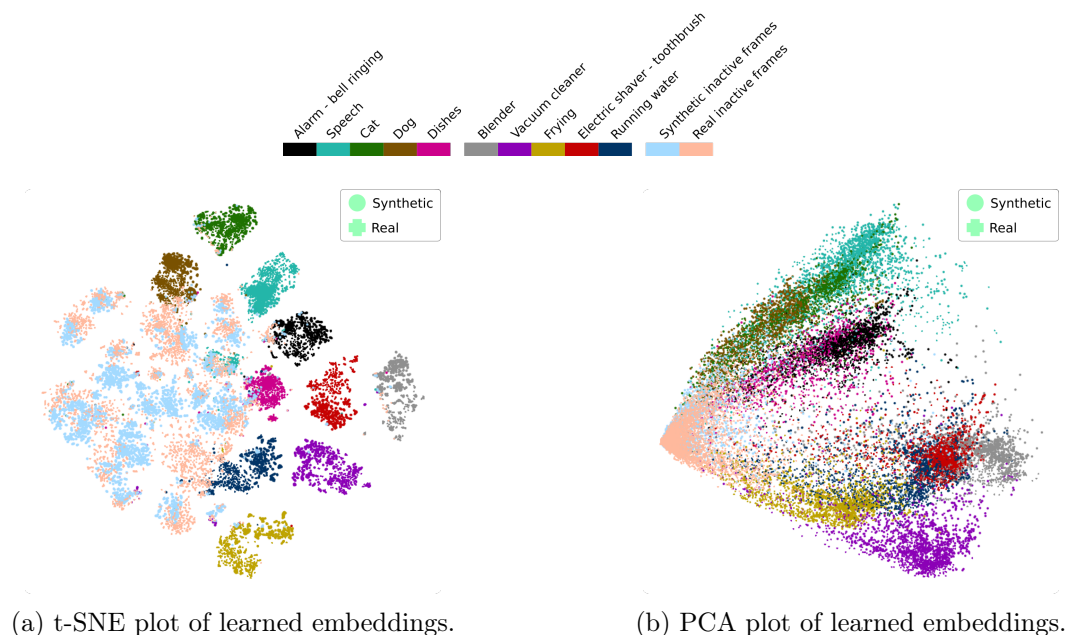 Alarm - bell ringing
Speech
Cat
Dog
Dishes
Blender
Vacuum cleaner
Frying
Electric shaver - toothbrush
Running water
Synthetic inactive frames
Real inactive frames
Synthetic
Real
Synthetic
Real
(a) t-SNE plot of learned embeddings.
(b) PCA plot of learned embeddings.